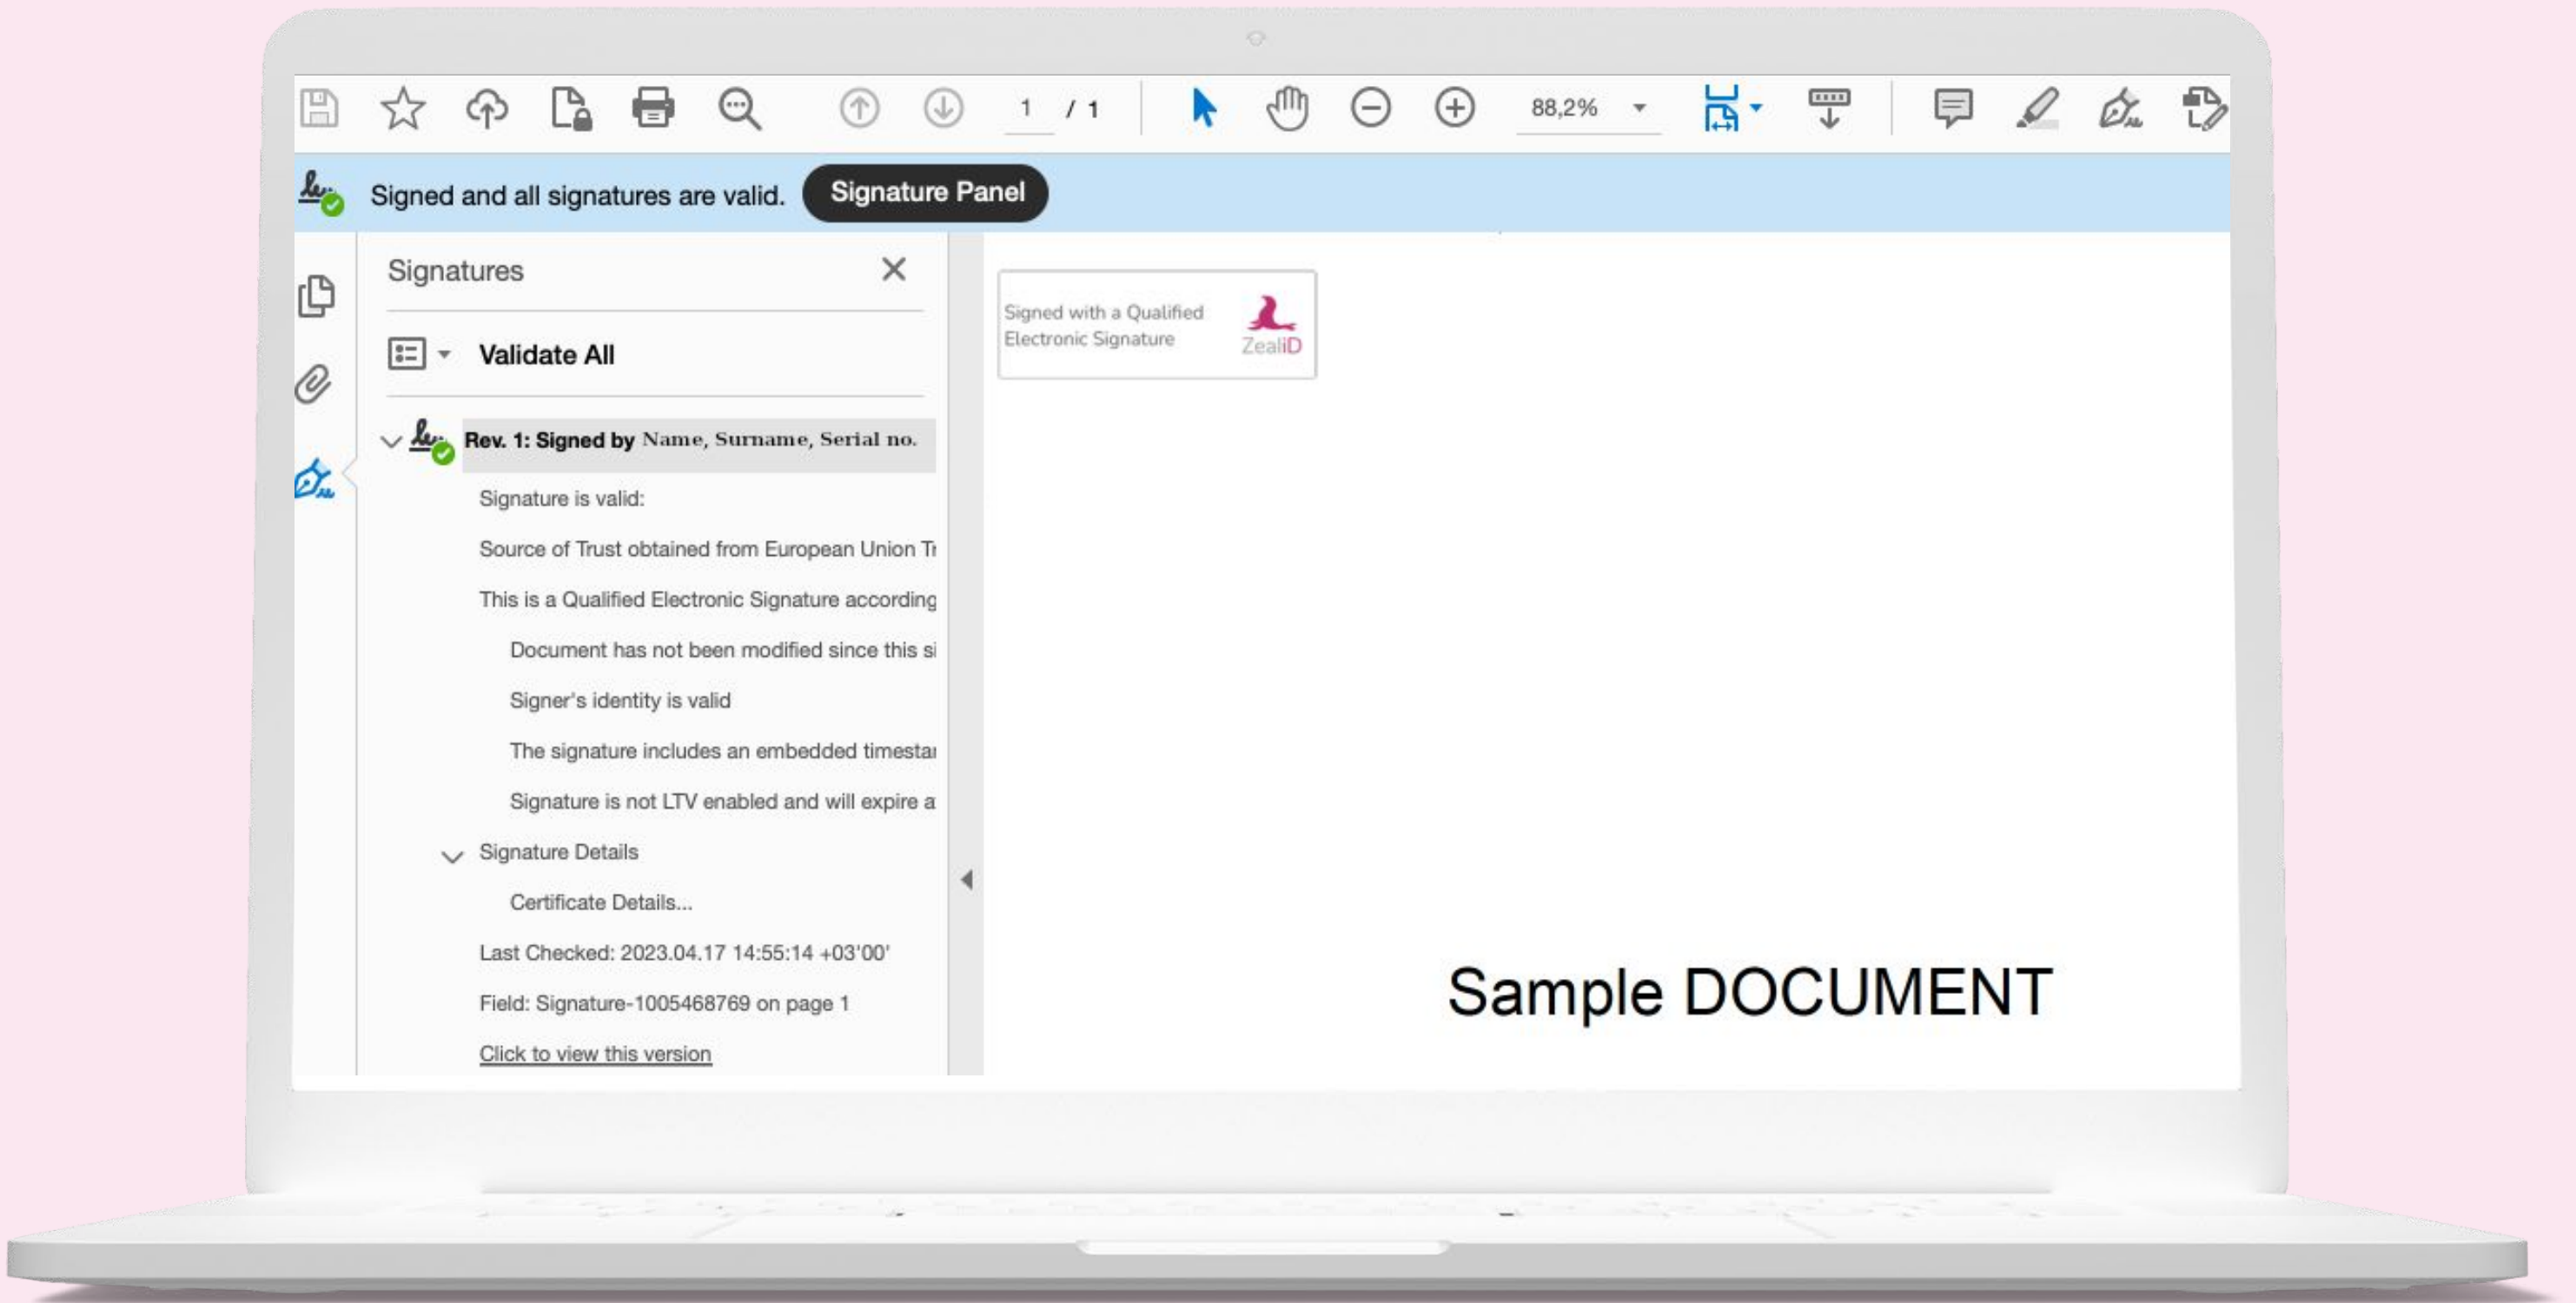 1 / 1
88,2%
Signed and all signatures are valid.
Signature Panel
Signatures
Validate All
Rev. 1: Signed by Name, Surname, Serial no.
Signature is valid:
Source of Trust obtained from European Union Tr
This is a Qualified Electronic Signature according
Document has not been modified since this si
Signer's identity is valid
The signature includes an embedded timestar
Signature is not LTV enabled and will expire a
Signature Details
Certificate Details...
Last Checked: 2023.04.17 14:55:14 +03'00'
Field: Signature-1005468769 on page 1
Click to view this version
Signed with a Qualified
Electronic Signature
ZealiD
Sample DOCUMENT